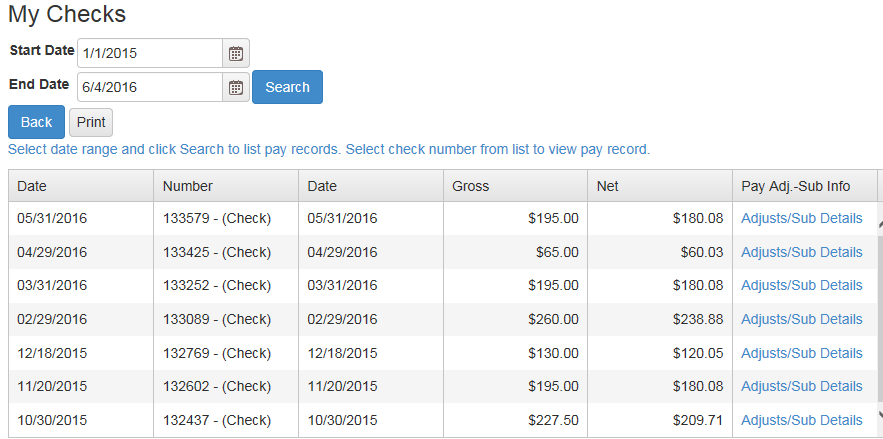 My Checks
Start Date 1/1/2015
End Date 6/4/2016 Search
Back Print
Select date range and click Search to list pay records. Select check number from list to view pay record.
Date Number Date Gross Net Pay Adj.-Sub Info
05/31/2016 133579 - (Check) 05/31/2016 $195.00 $180.08 Adjusts/Sub Details
04/29/2016 133425 - (Check) 04/29/2016 $65.00 $60.03 Adjusts/Sub Details
03/31/2016 133252 - (Check) 03/31/2016 $195.00 $180.08 Adjusts/Sub Details
02/29/2016 133089 - (Check) 02/29/2016 $260.00 $238.88 Adjusts/Sub Details
12/18/2015 132769 - (Check) 12/18/2015 $130.00 $120.05 Adjusts/Sub Details
11/20/2015 132602 - (Check) 11/20/2015 $195.00 $180.08 Adjusts/Sub Details
10/30/2015 132437 - (Check) 10/30/2015 $227.50 $209.71 Adjusts/Sub Details